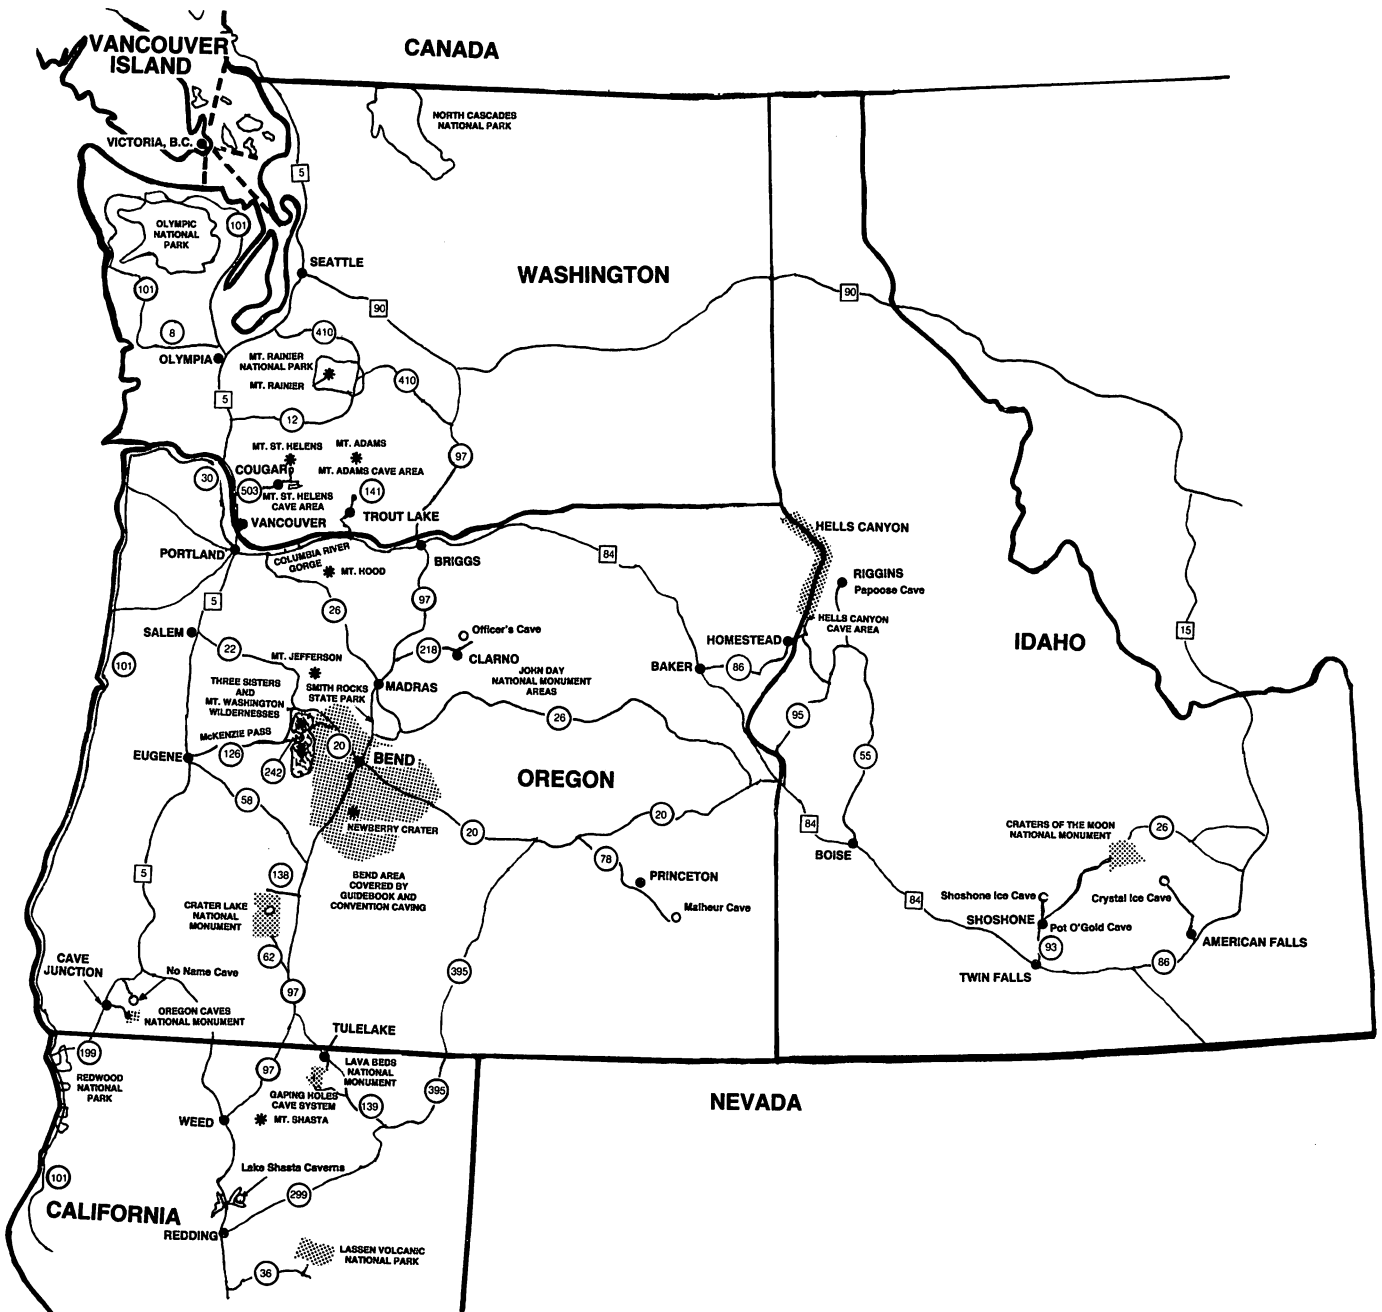 VANCOUVER
ISLAND
CANADA
NORTH CASCADES
NATIONAL PARK
VICTORIA, B.C.
5
OLYMPIC
NATIONAL
PARK
101
SEATTLE
WASHINGTON
101
90
90
8
410
OLYMPIA
MT. RAINIER
NATIONAL PARK
MT. RAINIER
410
5
12
MT. ST. HELENS
MT. ADAMS
97
COUGAR
MT. ADAMS CAVE AREA
30
503
MT. ST. HELENS
CAVE AREA
141
VANCOUVER
TROUT LAKE
HELLS CANYON
PORTLAND
COLUMBIA RIVER
GORGE
MT. HOOD
BRIGGS
84
RIGGINS
Papoose Cave
5
26
97
HELLS CANYON
CAVE AREA
SALEM
22
Officer's Cave
218
CLARNO
HOMESTEAD
IDAHO
15
101
MT. JEFFERSON
JOHN DAY
NATIONAL MONUMENT
AREAS
BAKER
86
THREE SISTERS
AND
MT. WASHINGTON
WILDERNESSES
SMITH ROCKS
STATE PARK
MADRAS
26
95
McKENZIE PASS
EUGENE
126
20
BEND
242
OREGON
55
58
NEWBERRY CRATER
20
20
84
BOISE
CRATERS OF THE MOON
NATIONAL MONUMENT
26
78
5
138
BEND AREA
COVERED BY
GUIDEBOOK AND
CONVENTION CAVING
PRINCETON
Malheur Cave
84
Shoshone Ice Cave
Crystal Ice Cave
CRATER LAKE
NATIONAL
MONUMENT
SHOSHONE
Pot O'Gold Cave
93
AMERICAN FALLS
62
CAVE
JUNCTION
No Name Cave
395
TWIN FALLS
86
97
OREGON CAVES
NATIONAL MONUMENT
TULELAKE
199
97
LAVA BEDS
NATIONAL
MONUMENT
REDWOOD
NATIONAL
PARK
GAPING HOLES
CAVE SYSTEM
139
395
NEVADA
WEED
MT. SHASTA
101
Lake Shasta Caverns
299
CALIFORNIA
REDDING
LASSEN VOLCANIC
NATIONAL PARK
36